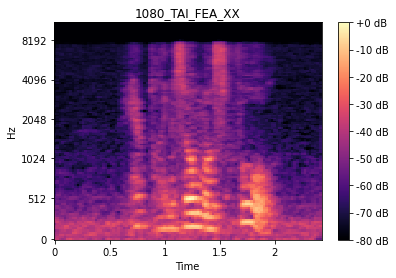 1080_TAI_FEA_XX
+0 dB
8192
-10 dB
4096
-20 dB
-30 dB
2048
-40 dB
Hz
1024
-50 dB
-60 dB
512
-70 dB
0
-80 dB
0 0.5 1 1.5 2
Time